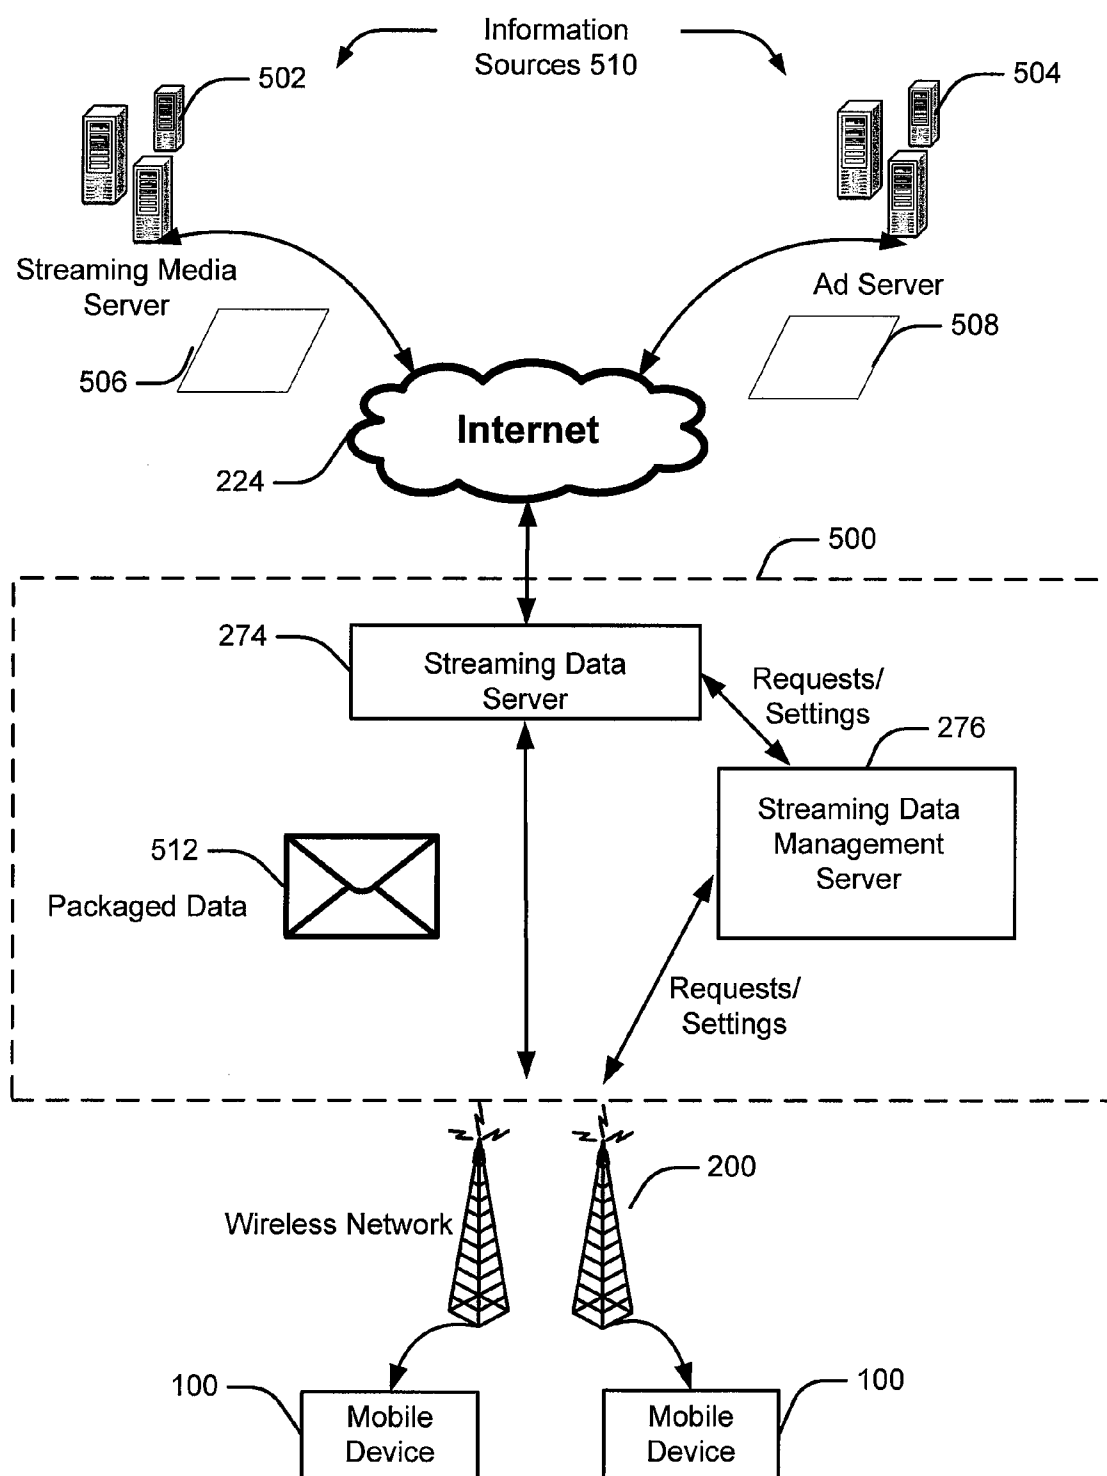 Information
Sources 510
502
504
Streaming Media
Server
Ad Server
506
508
Internet
224
500
274
Streaming Data
Server
Requests/
Settings
276
Streaming Data
Management
Server
512
Packaged Data
Requests/
Settings
200
Wireless Network
100
Mobile
Device
Mobile
Device
100